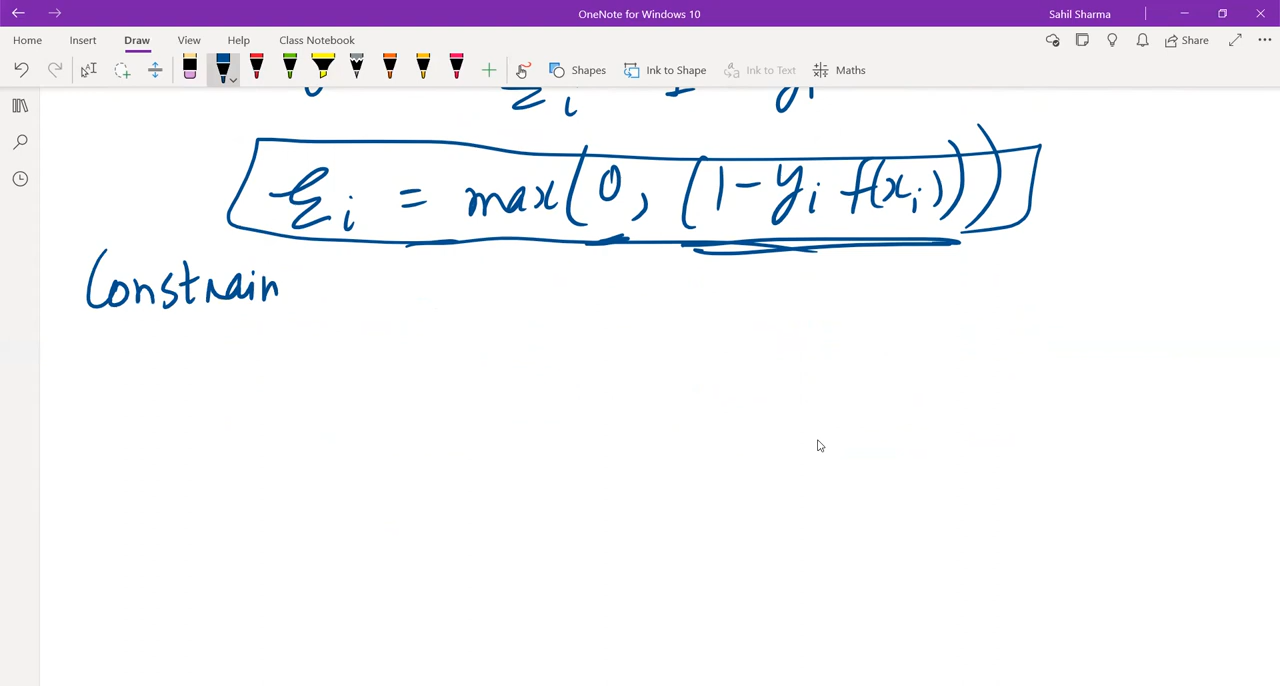 OneNote for Windows 10
Sahil Sharma
Home Insert Draw View Help Class Notebook
Share
Shapes Ink to Shape Ink to Text Maths
ξi = max(0, (1 - yi f(xi)))
Constrain